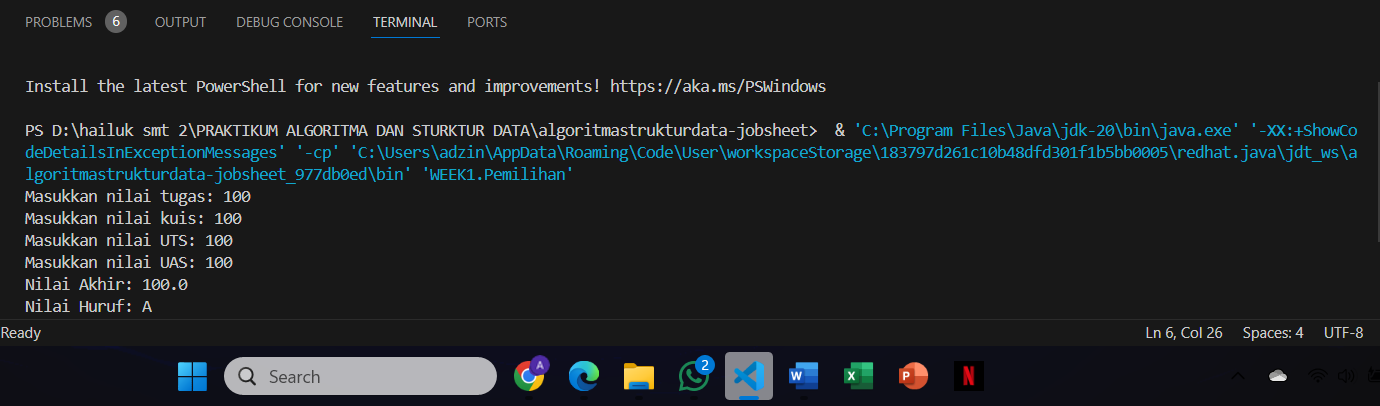 PROBLEMS 6 OUTPUT DEBUG CONSOLE TERMINAL PORTS
Install the latest PowerShell for new features and improvements! https://aka.ms/PSWindows
PS D:\hailuk smt 2\PRAKTIKUM ALGORITMA DAN STURKTUR DATA\algoritmastrukturdata-jobsheet>  & 'C:\Program Files\Java\jdk-20\bin\java.exe' '-XX:+ShowCo
deDetailsInExceptionMessages' '-cp' 'C:\Users\adzin\AppData\Roaming\Code\User\workspaceStorage\183797d261c10b48dfd301f1b5bb0005\redhat.java\jdt_ws\a
lgoritmastrukturdata-jobsheet_977db0ed\bin' 'WEEK1.Pemilihan'
Masukkan nilai tugas: 100
Masukkan nilai kuis: 100
Masukkan nilai UTS: 100
Masukkan nilai UAS: 100
Nilai Akhir: 100.0
Nilai Huruf: A
Ready Ln 6, Col 26 Spaces: 4 UTF-8
Search A 2 W X P N